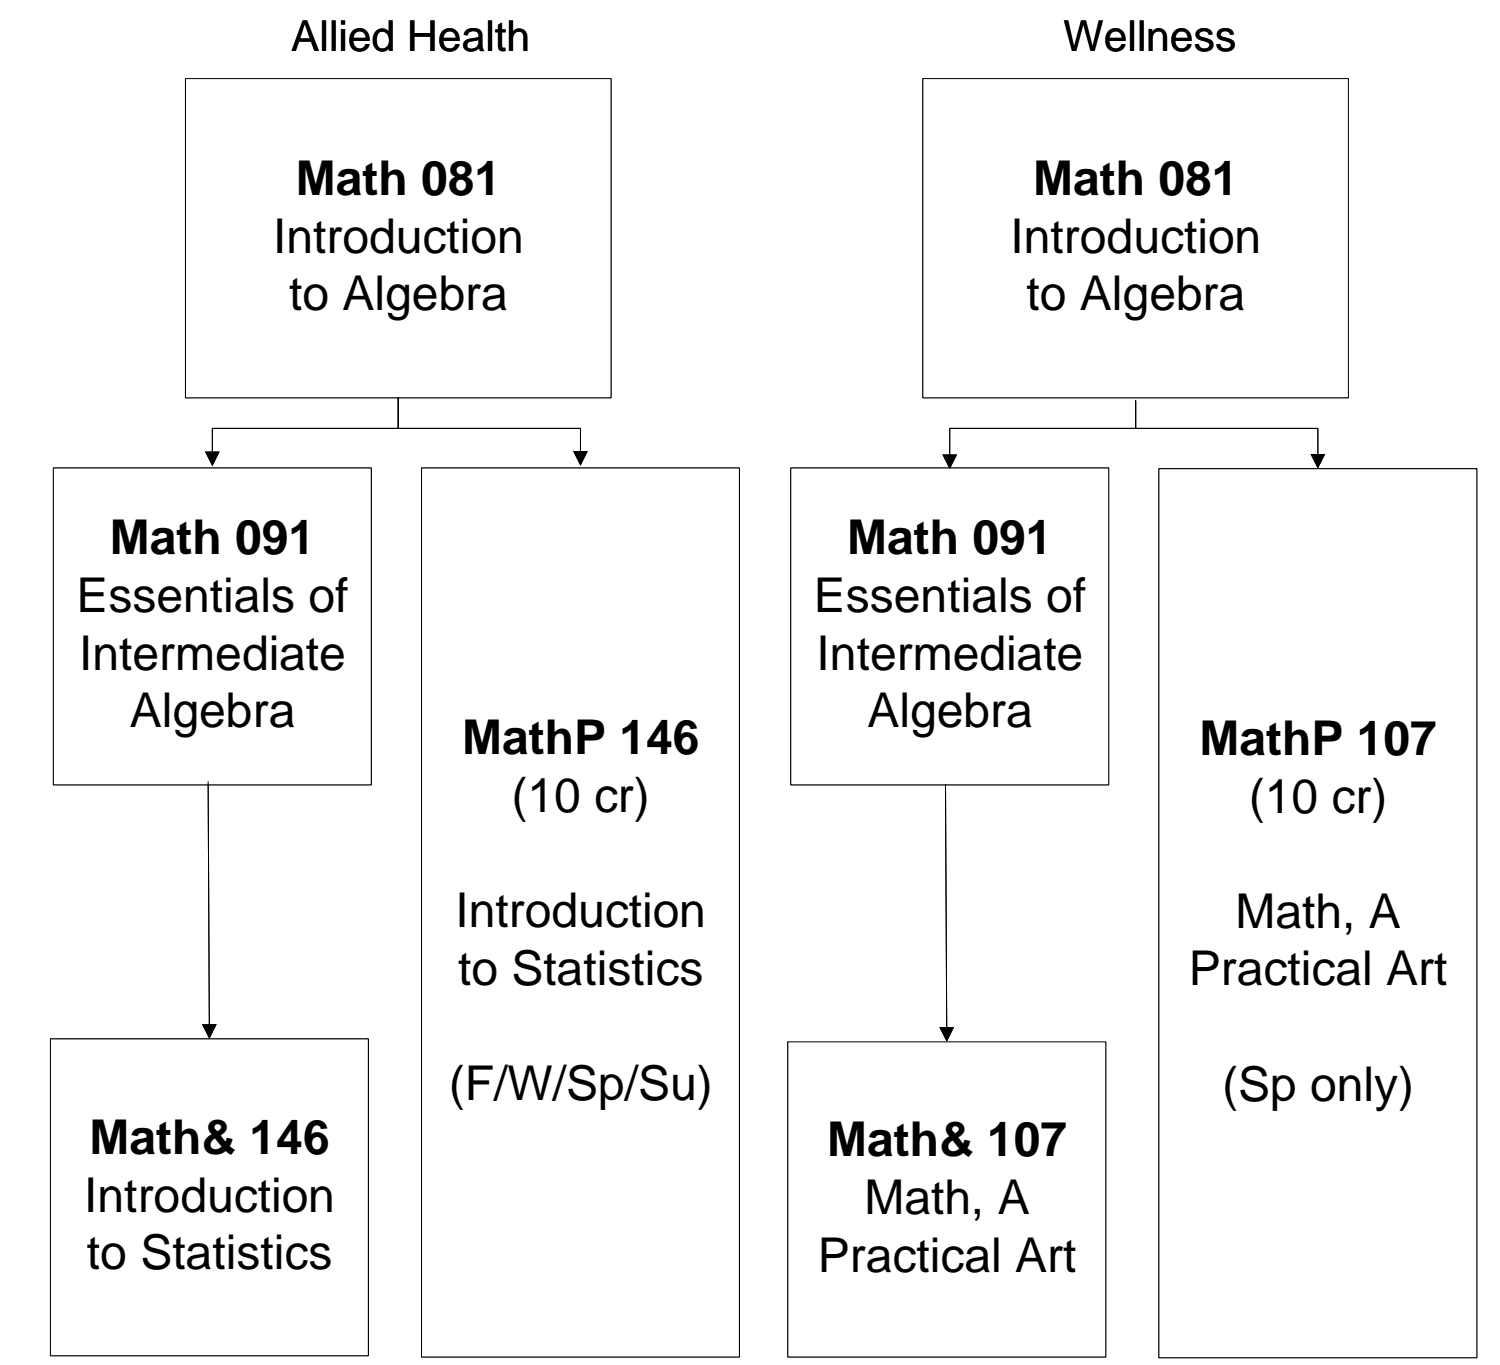 Allied Health
Math 081
Introduction
to Algebra
Math 091
Essentials of
Intermediate
Algebra
Math& 146
Introduction
to Statistics
MathP 146
(10 cr)
Introduction
to Statistics
(F/W/Sp/Su)
Wellness
Math 081
Introduction
to Algebra
Math 091
Essentials of
Intermediate
Algebra
Math& 107
Math, A
Practical Art
MathP 107
(10 cr)
Math, A
Practical Art
(Sp only)